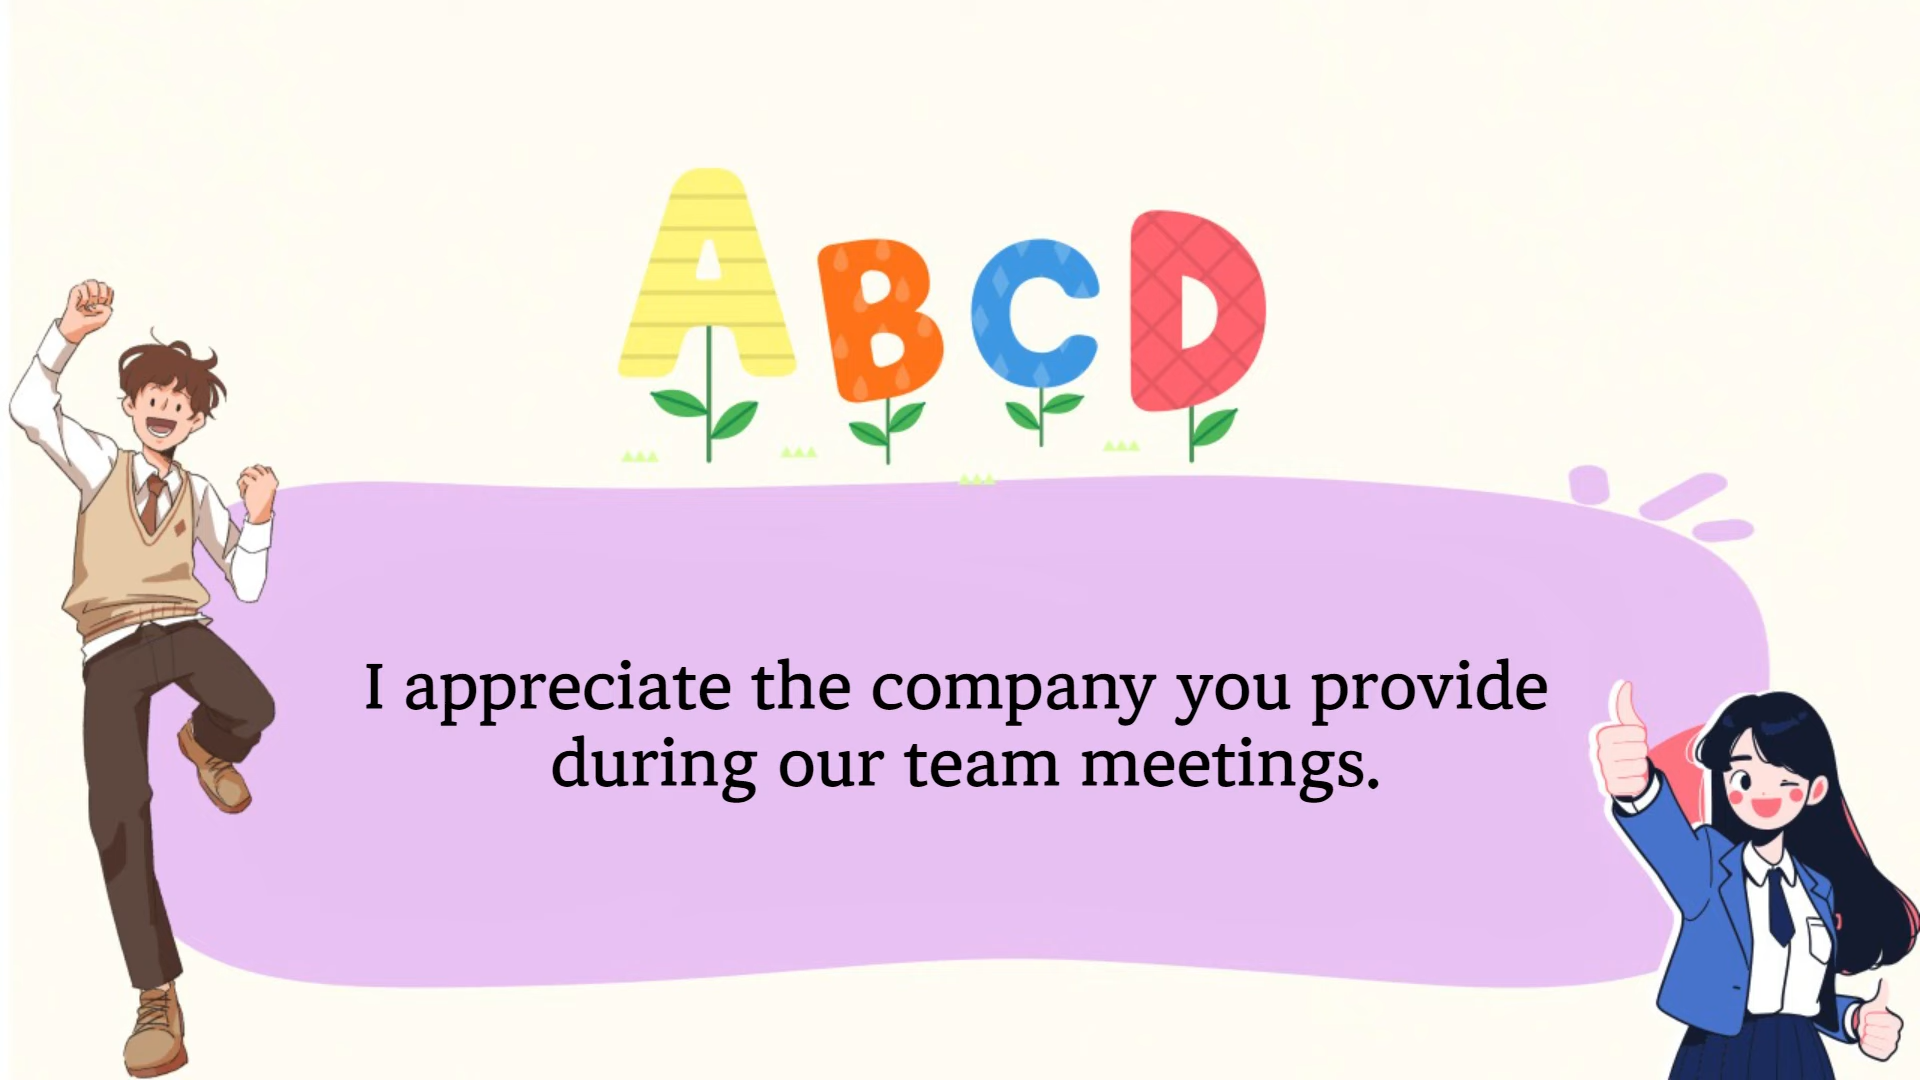 ABCD
I appreciate the company you provide
during our team meetings.